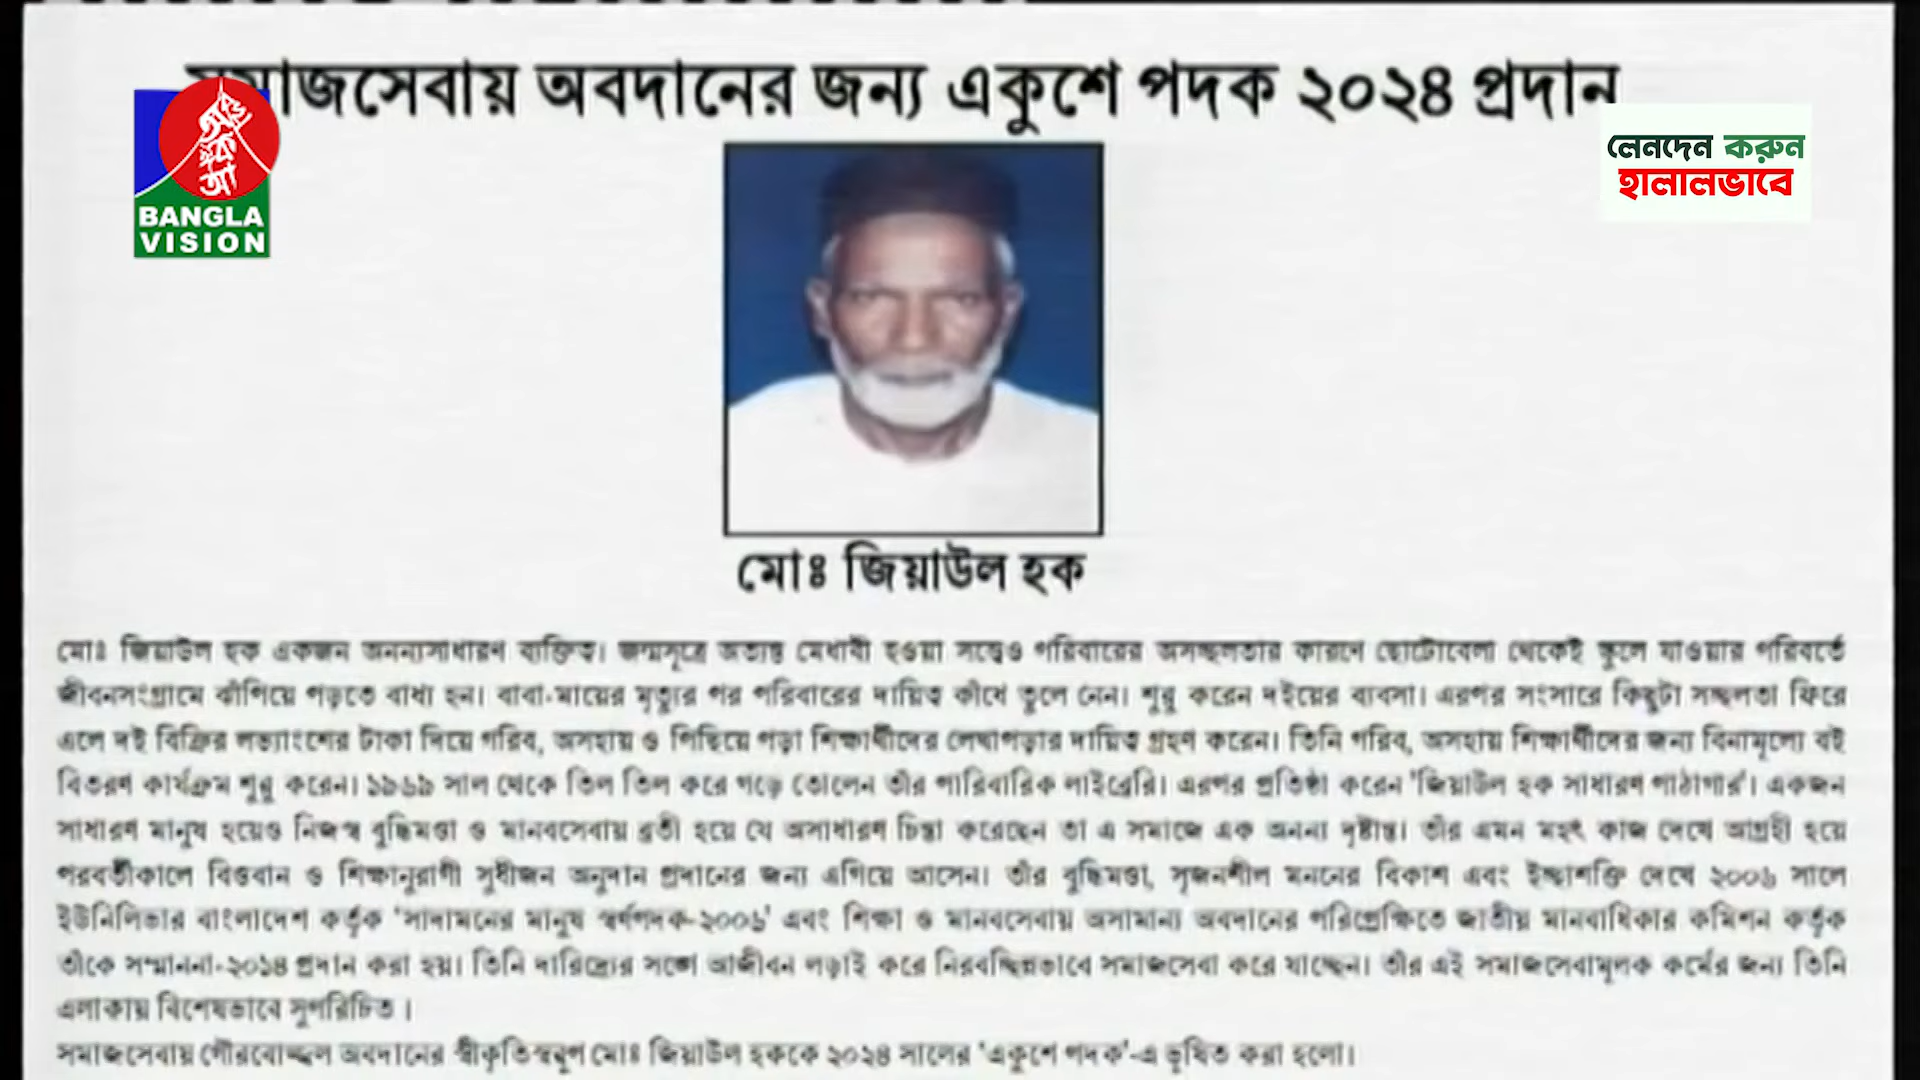 সমাজসেবায় অবদানের জন্য একুশে পদক ২০২৪ প্রদান
BANGLA
VISION
লেনদেন করুন
হালালভাবে
মোঃ জিয়াউল হক
মোঃ জিয়াউল হক একজন অনন্যসাধারণ ব্যক্তিত্ব। জন্মসূত্রে অত্যন্ত মেধাবী হওয়া সত্ত্বেও পরিবারের অসচ্ছলতার কারণে ছোটোবেলা থেকেই স্কুলে যাওয়ার পরিবর্তে
জীবনসংগ্রামে ঝাঁপিয়ে পড়তে বাধ্য হন। বাবা-মায়ের মৃত্যুর পর পরিবারের দায়িত্ব কাঁধে তুলে নেন। শুরু করেন দইয়ের ব্যবসা। এরপর সংসারে কিছুটা সচ্ছলতা ফিরে
এলে দই বিক্রির লভ্যাংশের টাকা দিয়ে গরিব, অসহায় ও পিছিয়ে পড়া শিক্ষার্থীদের লেখাপড়ার দায়িত্ব গ্রহণ করেন। তিনি গরিব, অসহায় শিক্ষার্থীদের জন্য বিনামূল্যে বই
বিতরণ কার্যক্রম শুরু করেন। ১৯৬৯ সাল থেকে তিল তিল করে গড়ে তোলেন তাঁর পারিবারিক লাইব্রেরি। এরপর প্রতিষ্ঠা করেন 'জিয়াউল হক সাধারণ পাঠাগার'। একজন
সাধারণ মানুষ হয়েও নিজস্ব বুদ্ধিমত্তা ও মানবসেবায় ব্রতী হয়ে যে অসাধারণ চিন্তা করেছেন তা এ সমাজে এক অনন্য দৃষ্টান্ত। তাঁর এমন মহৎ কাজ দেখে আগ্রহী হয়ে
পরবর্তীকালে বিত্তবান ও শিক্ষানুরাগী সুধীজন অনুদান প্রদানের জন্য এগিয়ে আসেন। তাঁর বুদ্ধিমত্তা, সৃজনশীল মননের বিকাশ এবং ইচ্ছাশক্তি দেখে ২০০৬ সালে
ইউনিলিভার বাংলাদেশ কর্তৃক 'সাদামনের মানুষ স্বর্ণপদক-২০০৬' এবং শিক্ষা ও মানবসেবায় অসামান্য অবদানের পরিপ্রেক্ষিতে জাতীয় মানবাধিকার কমিশন কর্তৃক
তাঁকে সম্মাননা-২০১৪ প্রদান করা হয়। তিনি দারিদ্র্যের সঙ্গে আজীবন লড়াই করে নিরবচ্ছিন্নভাবে সমাজসেবা করে যাচ্ছেন। তাঁর এই সমাজসেবামূলক কর্মের জন্য তিনি
এলাকায় বিশেষভাবে সুপরিচিত।
সমাজসেবায় গৌরবোজ্জ্বল অবদানের স্বীকৃতিস্বরূপ মোঃ জিয়াউল হককে ২০২৪ সালের 'একুশে পদক'-এ ভূষিত করা হলো।